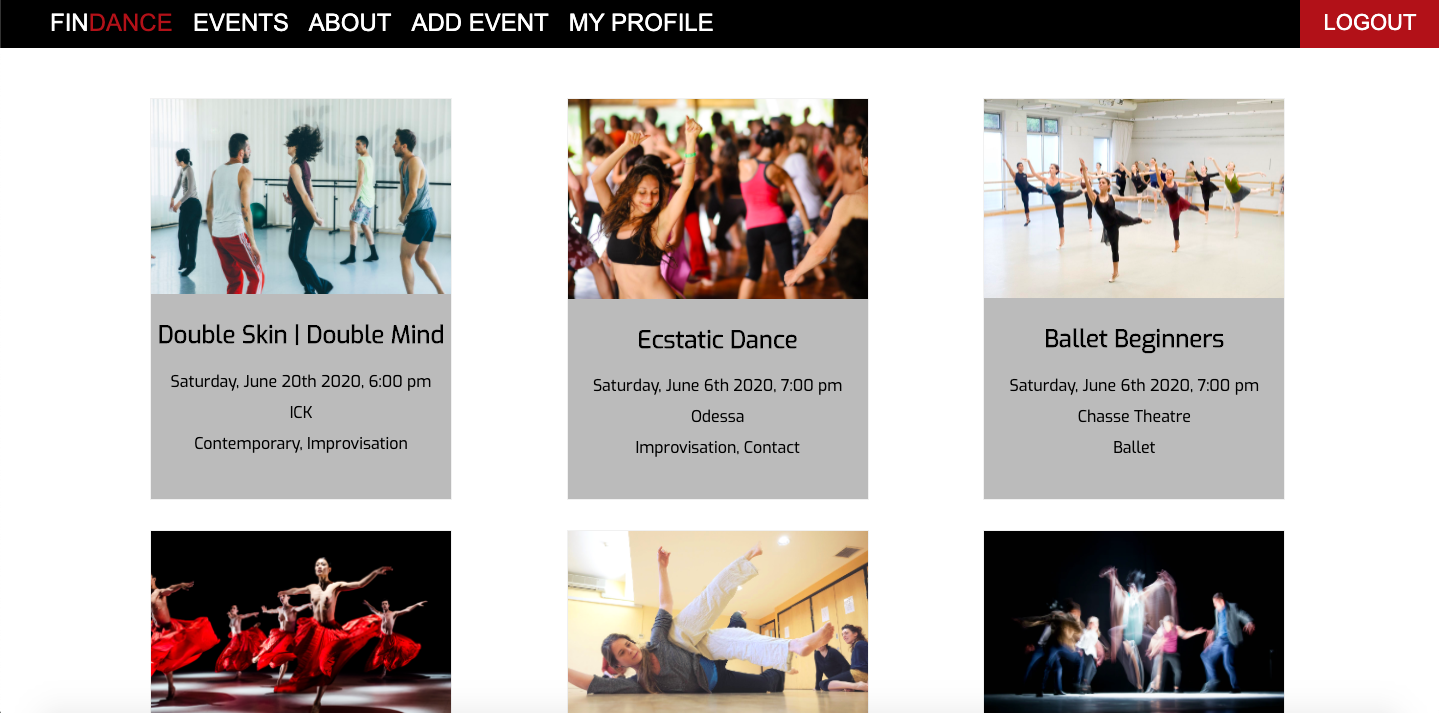 FINDANCE EVENTS ABOUT ADD EVENT MY PROFILE LOGOUT
Double Skin | Double Mind
Saturday, June 20th 2020, 6:00 pm
ICK
Contemporary, Improvisation
Ecstatic Dance
Saturday, June 6th 2020, 7:00 pm
Odessa
Improvisation, Contact
Ballet Beginners
Saturday, June 6th 2020, 7:00 pm
Chasse Theatre
Ballet